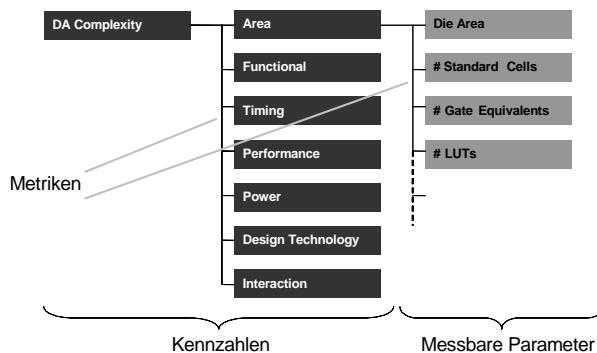 DA Complexity
Area
Die Area
Functional
# Standard Cells
Timing
# Gate Equivalents
Performance
# LUTs
Metriken
Power
Design Technology
Interaction
Kennzahlen
Messbare Parameter